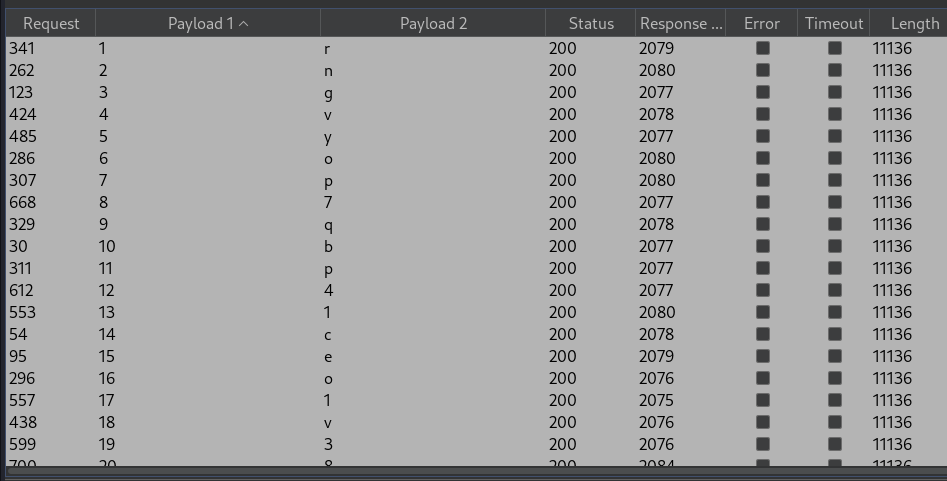 Request Payload 1 Payload 2 Status Response ... Error Timeout Length
341 1 r 200 2079 11136
262 2 n 200 2080 11136
123 3 g 200 2077 11136
424 4 v 200 2078 11136
485 5 y 200 2077 11136
286 6 o 200 2080 11136
307 7 p 200 2080 11136
668 8 7 200 2077 11136
329 9 q 200 2078 11136
30 10 b 200 2077 11136
311 11 p 200 2077 11136
612 12 4 200 2077 11136
553 13 1 200 2080 11136
54 14 c 200 2078 11136
95 15 e 200 2079 11136
296 16 o 200 2076 11136
557 17 1 200 2075 11136
438 18 v 200 2076 11136
599 19 3 200 2076 11136
700 20 8 200 2084 11136